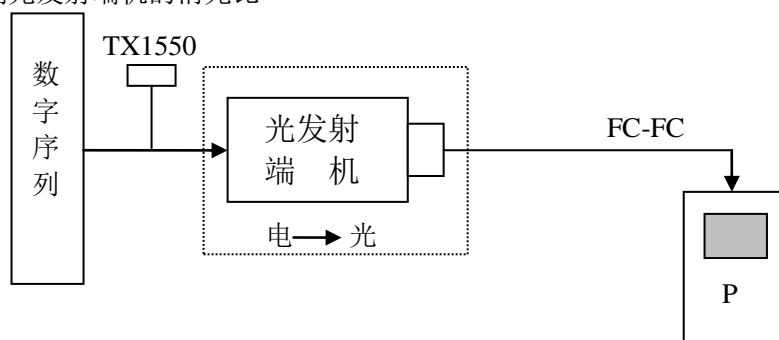 TX1550
数
字
序
列
光发射
端 机
FC-FC
电 光
P